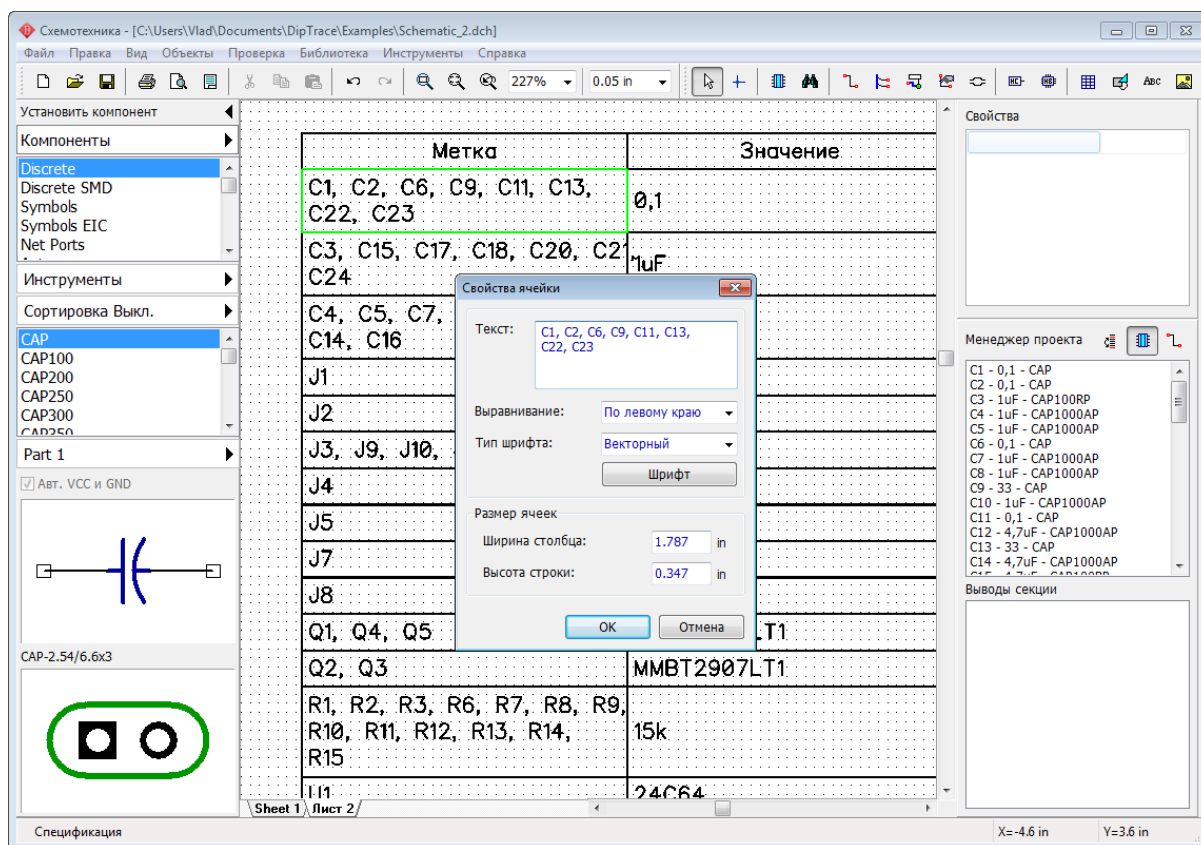 Схемотехника - [C:\Users\Vlad\Documents\DipTrace\Examples\Schematic_2.dch]
Файл Правка Вид Объекты Проверка Библиотека Инструменты Справка
227% 0.05 in ABC
Установить компонент
Компоненты
Discrete
Discrete SMD
Symbols
Symbols EIC
Net Ports
Инструменты
Сортировка Выкл.
CAP
CAP100
CAP200
CAP250
CAP300
CAP350
Part 1
Авт. VCC и GND
CAP-2.54/6.6x3
Метка Значение
C1, C2, C6, C9, C11, C13,
C22, C23
0,1
C3, C15, C17, C18, C20, C21
C24
1uF
C4, C5, C7,
C14, C16
J1
J2
J3, J9, J10,
J4
J5
J7
J8
Q1, Q4, Q5
LT1
Q2, Q3 MMBT2907LT1
R1, R2, R3, R6, R7, R8, R9,
R10, R11, R12, R13, R14,
R15
15k
U1 24C64
Sheet 1 Лист 2
Свойства ячейки
Текст: C1, C2, C6, C9, C11, C13,
C22, C23
Выравнивание: По левому краю
Тип шрифта: Векторный
Шрифт
Размер ячеек
Ширина столбца: 1.787 in
Высота строки: 0.347 in
OK Отмена
Свойства
Менеджер проекта
C1 - 0,1 - CAP
C2 - 0,1 - CAP
C3 - 1uF - CAP100RP
C4 - 1uF - CAP1000AP
C5 - 1uF - CAP1000AP
C6 - 0,1 - CAP
C7 - 1uF - CAP1000AP
C8 - 1uF - CAP1000AP
C9 - 33 - CAP
C10 - 1uF - CAP1000AP
C11 - 0,1 - CAP
C12 - 4,7uF - CAP1000AP
C13 - 33 - CAP
C14 - 4,7uF - CAP1000AP
Выводы секции
Спецификация X=-4.6 in Y=3.6 in